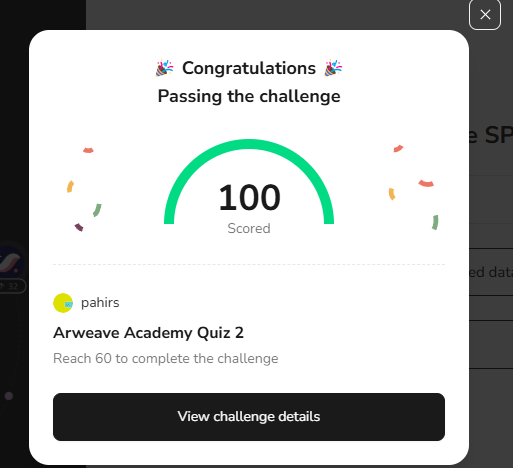 Congratulations
Passing the challenge
100
Scored
pahirs
Arweave Academy Quiz 2
Reach 60 to complete the challenge
View challenge details
e SP
ed data
32